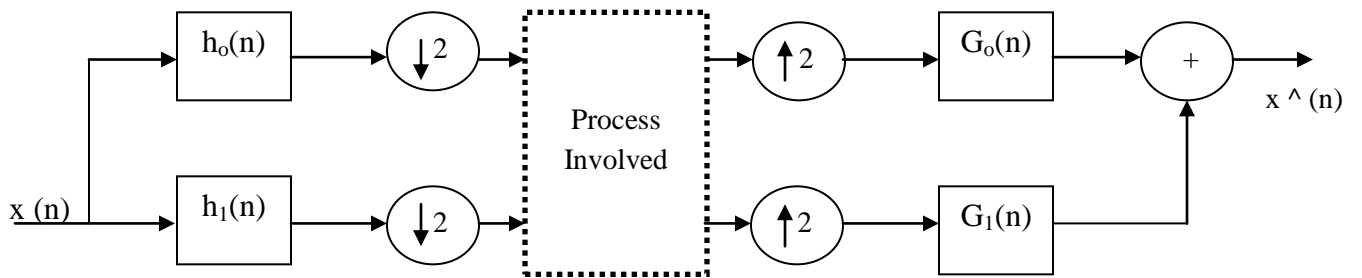 hₒ(n)
2
2
Gₒ(n)
+
x ^ (n)
Process
Involved
x (n)
h₁(n)
2
2
G₁(n)